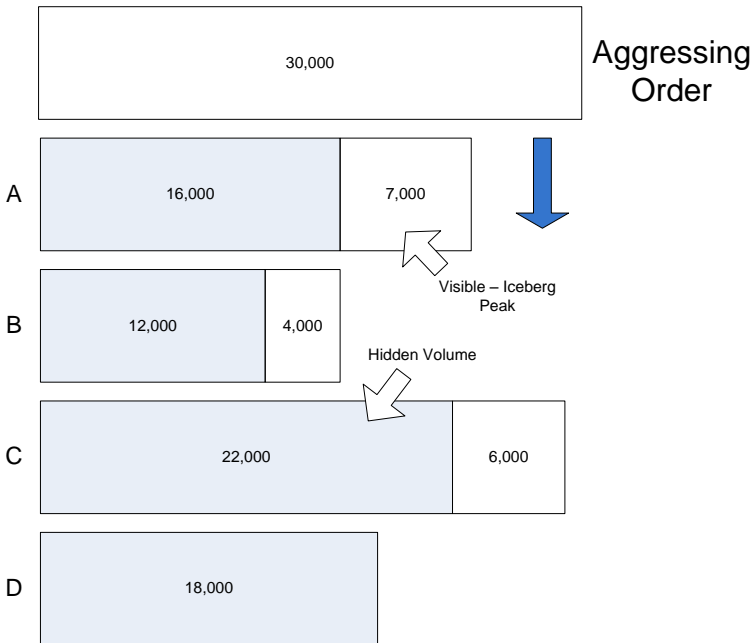 30,000
Aggressing
Order
A
16,000
7,000
Visible – Iceberg
Peak
B
12,000
4,000
Hidden Volume
C
22,000
6,000
D
18,000